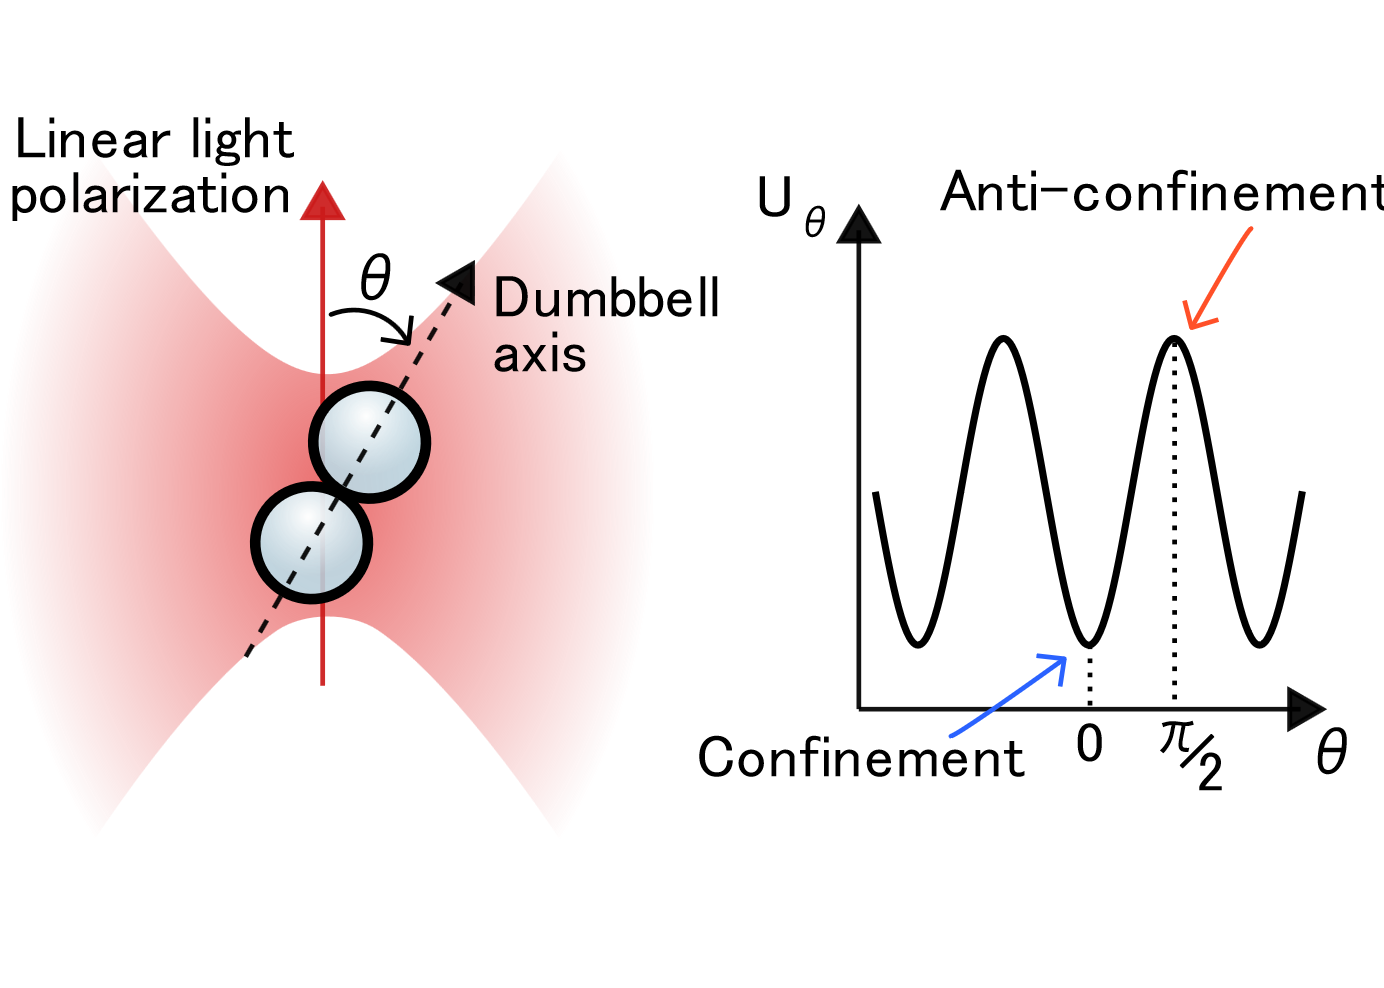 Linear light
polarization
θ
Dumbbell
axis
U θ
Anti-confinement
Confinement
0
π/2
θ